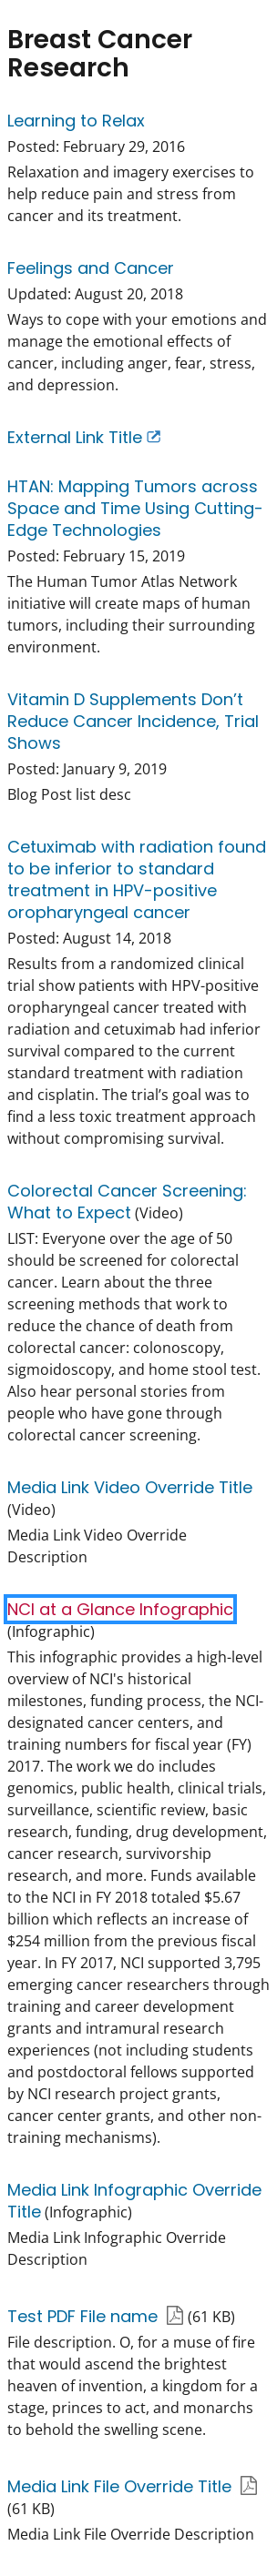 Breast Cancer
Research
Learning to Relax
Posted: February 29, 2016
Relaxation and imagery exercises to
help reduce pain and stress from
cancer and its treatment.
Feelings and Cancer
Updated: August 20, 2018
Ways to cope with your emotions and
manage the emotional effects of
cancer, including anger, fear, stress,
and depression.
External Link Title
HTAN: Mapping Tumors across
Space and Time Using Cutting-
Edge Technologies
Posted: February 15, 2019
The Human Tumor Atlas Network
initiative will create maps of human
tumors, including their surrounding
environment.
Vitamin D Supplements Don’t
Reduce Cancer Incidence, Trial
Shows
Posted: January 9, 2019
Blog Post list desc
Cetuximab with radiation found
to be inferior to standard
treatment in HPV-positive
oropharyngeal cancer
Posted: August 14, 2018
Results from a randomized clinical
trial show patients with HPV-positive
oropharyngeal cancer treated with
radiation and cetuximab had inferior
survival compared to the current
standard treatment with radiation
and cisplatin. The trial’s goal was to
find a less toxic treatment approach
without compromising survival.
Colorectal Cancer Screening:
What to Expect (Video)
LIST: Everyone over the age of 50
should be screened for colorectal
cancer. Learn about the three
screening methods that work to
reduce the chance of death from
colorectal cancer: colonoscopy,
sigmoidoscopy, and home stool test.
Also hear personal stories from
people who have gone through
colorectal cancer screening.
Media Link Video Override Title
(Video)
Media Link Video Override
Description
NCI at a Glance Infographic
(Infographic)
This infographic provides a high-level
overview of NCI's historical
milestones, funding process, the NCI-
designated cancer centers, and
training numbers for fiscal year (FY)
2017. The work we do includes
genomics, public health, clinical trials,
surveillance, scientific review, basic
research, funding, drug development,
cancer research, survivorship
research, and more. Funds available
to the NCI in FY 2018 totaled $5.67
billion which reflects an increase of
$254 million from the previous fiscal
year. In FY 2017, NCI supported 3,795
emerging cancer researchers through
training and career development
grants and intramural research
experiences (not including students
and postdoctoral fellows supported
by NCI research project grants,
cancer center grants, and other non-
training mechanisms).
Media Link Infographic Override
Title (Infographic)
Media Link Infographic Override
Description
Test PDF File name (61 KB)
File description. O, for a muse of fire
that would ascend the brightest
heaven of invention, a kingdom for a
stage, princes to act, and monarchs
to behold the swelling scene.
Media Link File Override Title
(61 KB)
Media Link File Override Description